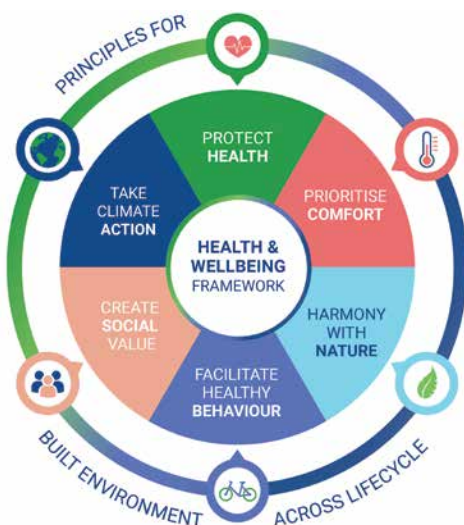 PRINCIPLES FOR
BUILT ENVIRONMENT
ACROSS LIFECYCLE
HEALTH &
WELLBEING
FRAMEWORK
PROTECT
HEALTH
PRIORITISE
COMFORT
HARMONY
WITH
NATURE
FACILITATE
HEALTHY
BEHAVIOUR
CREATE
SOCIAL
VALUE
TAKE
CLIMATE
ACTION